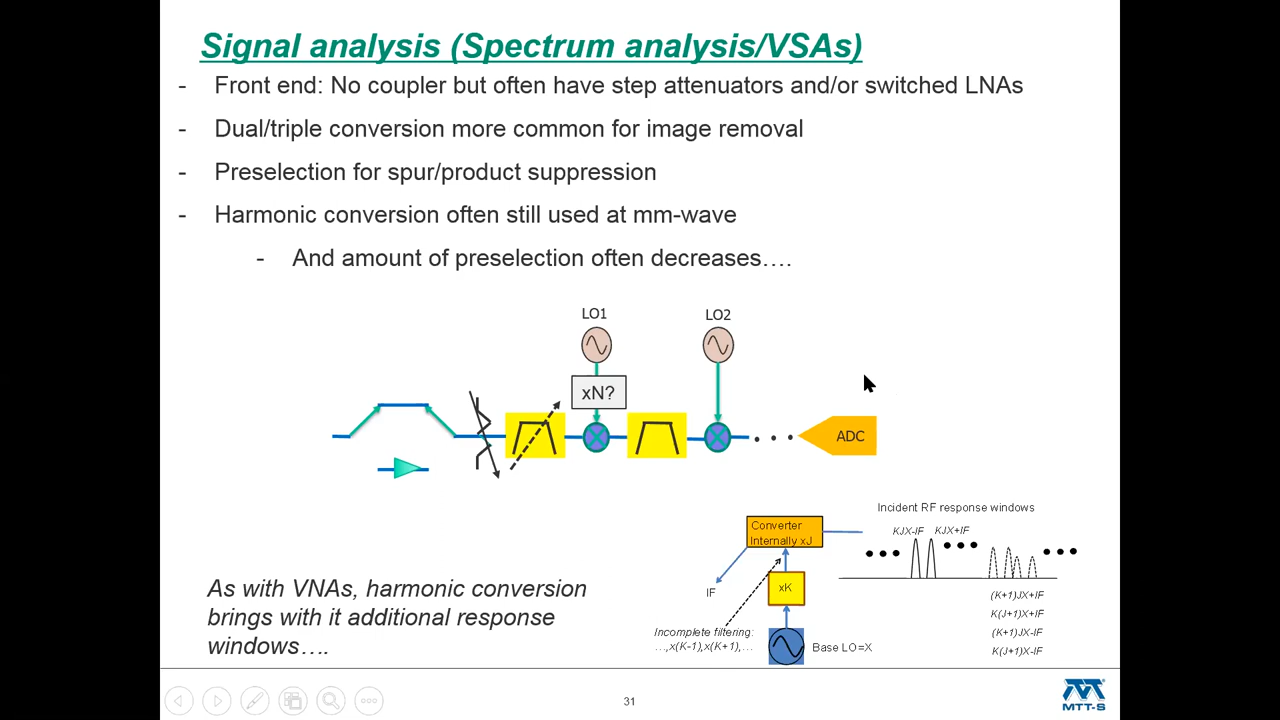 Signal analysis (Spectrum analysis/VSAs)
- Front end: No coupler but often have step attenuators and/or switched LNAs
- Dual/triple conversion more common for image removal
- Preselection for spur/product suppression
- Harmonic conversion often still used at mm-wave
- And amount of preselection often decreases….
LO1
LO2
xN?
ADC
Incident RF response windows
Converter
Internally xJ
KJX-IF
KJX+IF
IF
xK
(K+1)JX+IF
K(J+1)X+IF
(K+1)JX-IF
K(J+1)X-IF
Incomplete filtering:
…,x(K-1),x(K+1),…
Base LO=X
As with VNAs, harmonic conversion
brings with it additional response
windows….
31
MTT-S